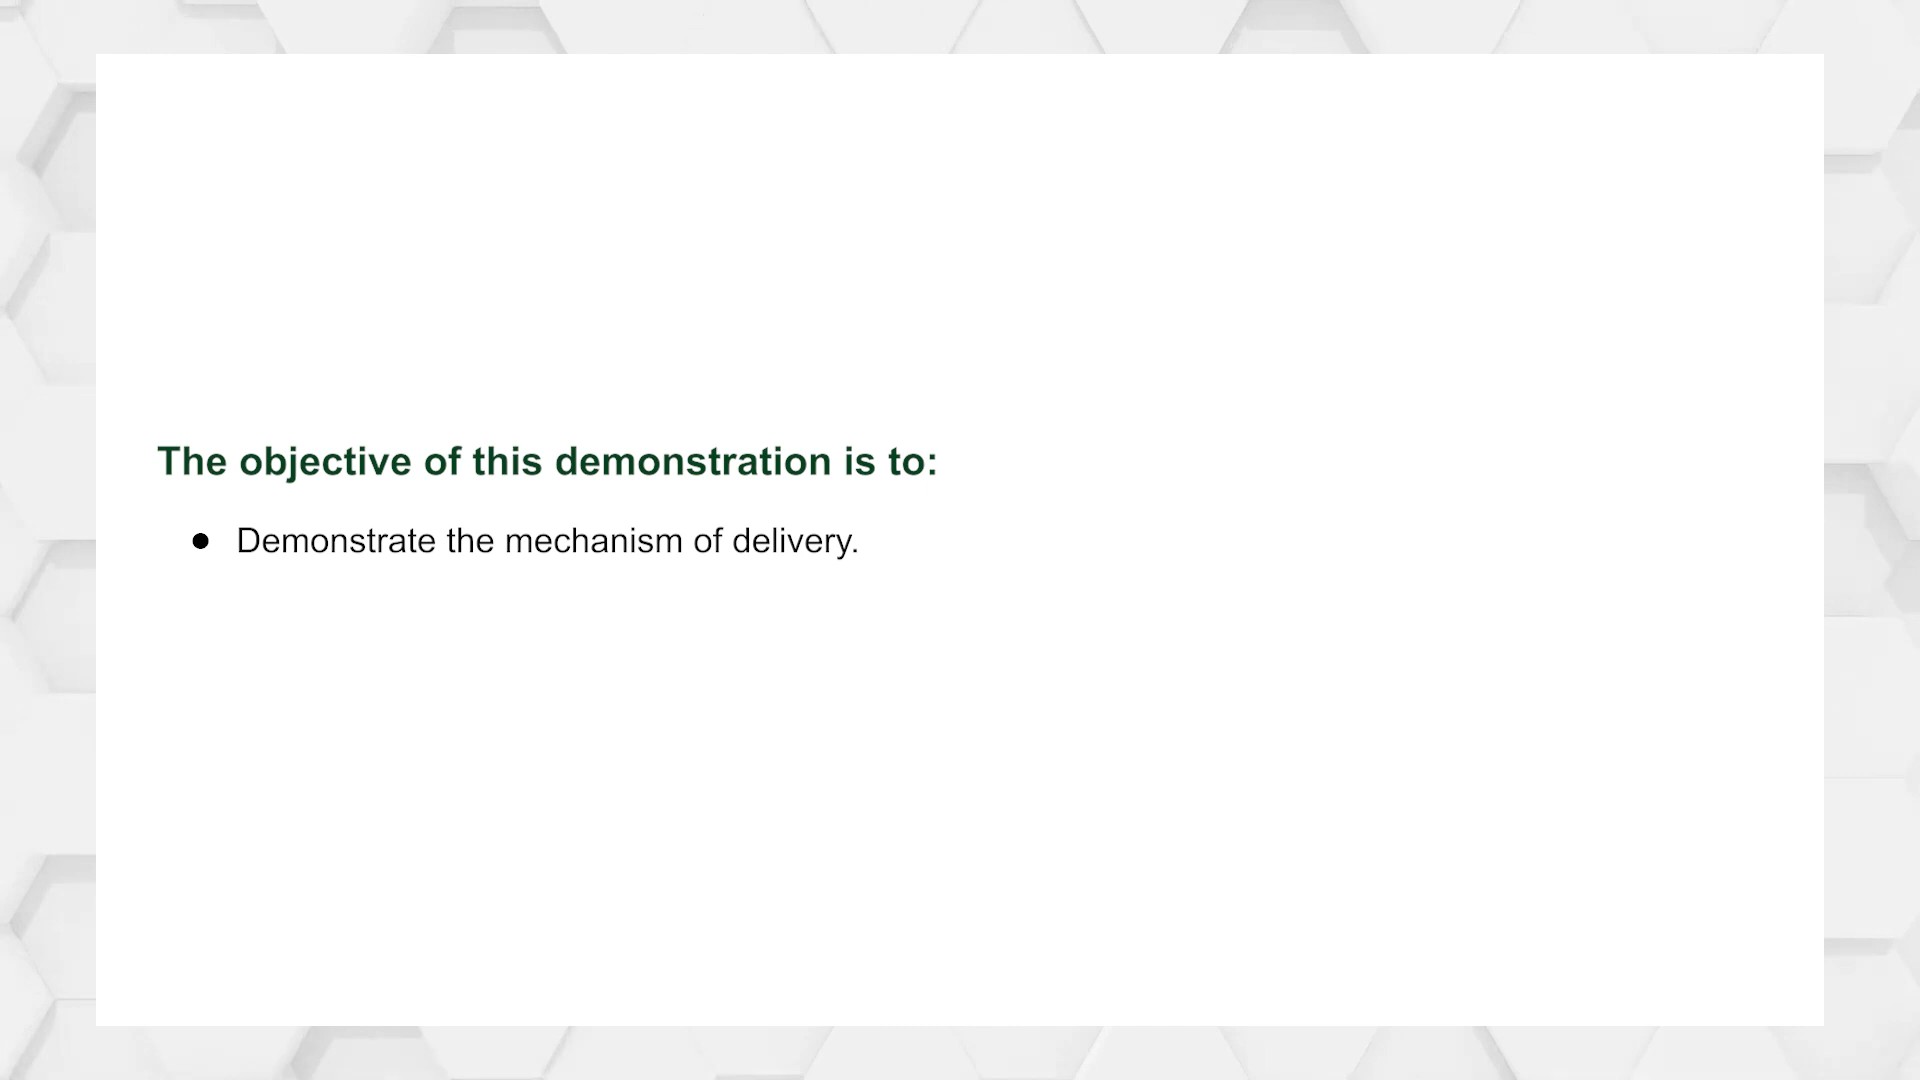 The objective of this demonstration is to:
● Demonstrate the mechanism of delivery.